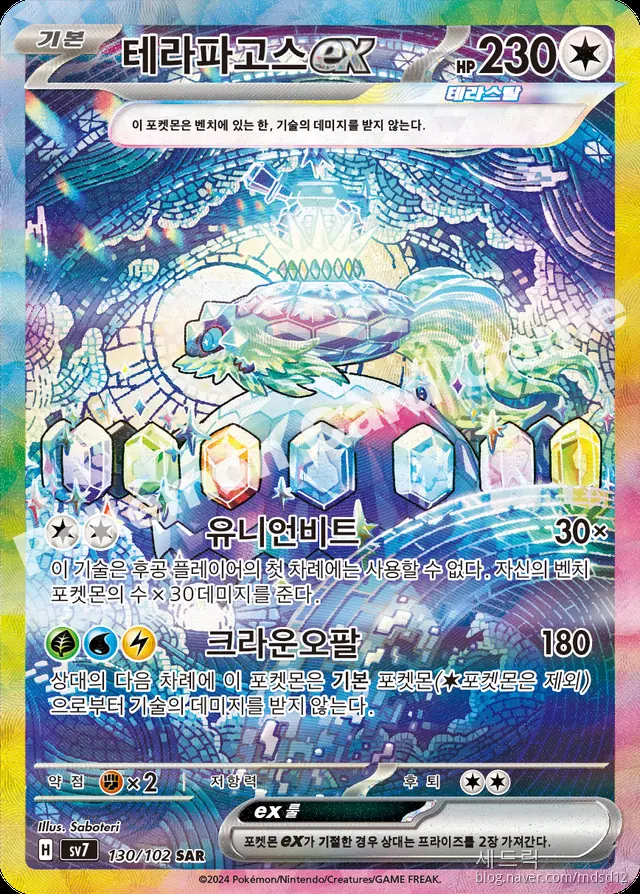 기본
테라파고스ex
HP230
테라스탈
이 포켓몬은 벤치에 있는 한, 기술의 데미지를 받지 않는다.
Pokémon Card Game
유니언비트 30×
이 기술은 후공 플레이어의 첫 차례에는 사용할 수 없다. 자신의 벤치
포켓몬의 수×30데미지를 준다.
크라운오팔 180
상대의 다음 차례에 이 포켓몬은 기본 포켓몬( 포켓몬은 제외)
으로부터 기술의 데미지를 받지 않는다.
약점 ×2 저항력 후퇴
Illus. Saboteri
ex 룰
포켓몬 ex가 기절한 경우 상대는 프라이즈를 2장 가져간다.
H sv7 130/102 SAR
세드릭
blog.naver.com/mdsd12
©2024 Pokémon/Nintendo/Creatures/GAME FREAK.